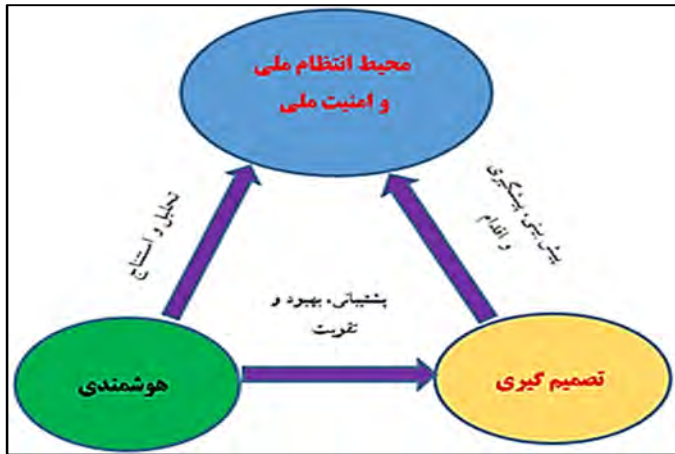 محیط انتظام ملی
و امنیت ملی
تحلیل و استنتاج
پیش بینی، پیشگیری
و اقدام
پشتیبانی، بهبود و
تقویت
هوشمندی
تصمیم گیری